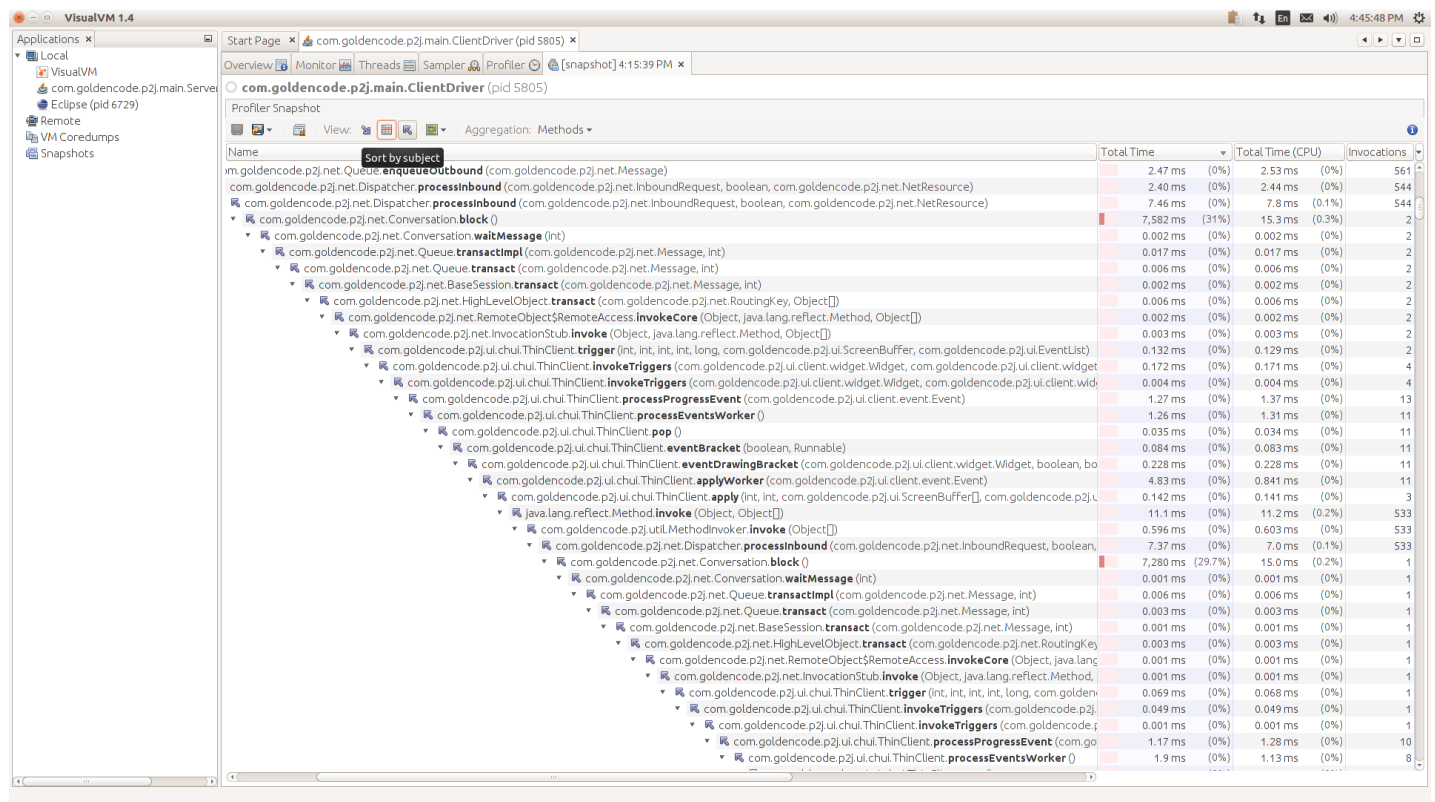 VisualVM 1.4
En
4:45:48 PM
Applications
Start Page
com.goldencode.p2j.main.ClientDriver (pid 5805)
Local
VisualVM
com.goldencode.p2j.main.Server
Eclipse (pid 6729)
Remote
VM Coredumps
Snapshots
Overview Monitor Threads Sampler Profiler [snapshot] 4:15:39 PM
com.goldencode.p2j.main.ClientDriver (pid 5805)
Profiler Snapshot
View: Aggregation: Methods
Sort by subject
Name Total Time Total Time (CPU) Invocations
om.goldencode.p2j.net.Queue.enqueueOutbound (com.goldencode.p2j.net.Message) 2.47 ms (0%) 2.53 ms (0%) 561
com.goldencode.p2j.net.Dispatcher.processInbound (com.goldencode.p2j.net.InboundRequest, boolean, com.goldencode.p2j.net.NetResource) 2.40 ms (0%) 2.44 ms (0%) 544
com.goldencode.p2j.net.Dispatcher.processInbound (com.goldencode.p2j.net.InboundRequest, boolean, com.goldencode.p2j.net.NetResource) 7.46 ms (0%) 7.8 ms (0.1%) 544
com.goldencode.p2j.net.Conversation.block () 7,582 ms (31%) 15.3 ms (0.3%) 2
com.goldencode.p2j.net.Conversation.waitMessage (int) 0.002 ms (0%) 0.002 ms (0%) 2
com.goldencode.p2j.net.Queue.transactImpl (com.goldencode.p2j.net.Message, int) 0.017 ms (0%) 0.017 ms (0%) 2
com.goldencode.p2j.net.Queue.transact (com.goldencode.p2j.net.Message, int) 0.006 ms (0%) 0.006 ms (0%) 2
com.goldencode.p2j.net.BaseSession.transact (com.goldencode.p2j.net.Message, int) 0.002 ms (0%) 0.002 ms (0%) 2
com.goldencode.p2j.net.HighLevelObject.transact (com.goldencode.p2j.net.RoutingKey, Object[]) 0.006 ms (0%) 0.006 ms (0%) 2
com.goldencode.p2j.net.RemoteObject$RemoteAccess.invokeCore (Object, java.lang.reflect.Method, Object[]) 0.002 ms (0%) 0.002 ms (0%) 2
com.goldencode.p2j.net.InvocationStub.invoke (Object, java.lang.reflect.Method, Object[]) 0.003 ms (0%) 0.003 ms (0%) 2
com.goldencode.p2j.ui.chui.ThinClient.trigger (int, int, int, int, long, com.goldencode.p2j.ui.ScreenBuffer, com.goldencode.p2j.ui.EventList) 0.132 ms (0%) 0.129 ms (0%) 2
com.goldencode.p2j.ui.chui.ThinClient.invokeTriggers (com.goldencode.p2j.ui.client.widget.Widget, com.goldencode.p2j.ui.client.widget 0.172 ms (0%) 0.171 ms (0%) 4
com.goldencode.p2j.ui.chui.ThinClient.invokeTriggers (com.goldencode.p2j.ui.client.widget.Widget, com.goldencode.p2j.ui.client.wid 0.004 ms (0%) 0.004 ms (0%) 4
com.goldencode.p2j.ui.chui.ThinClient.processProgressEvent (com.goldencode.p2j.ui.client.event.Event) 1.27 ms (0%) 1.37 ms (0%) 13
com.goldencode.p2j.ui.chui.ThinClient.processEventsWorker () 1.26 ms (0%) 1.31 ms (0%) 11
com.goldencode.p2j.ui.chui.ThinClient.pop () 0.035 ms (0%) 0.034 ms (0%) 11
com.goldencode.p2j.ui.chui.ThinClient.eventBracket (boolean, Runnable) 0.084 ms (0%) 0.083 ms (0%) 11
com.goldencode.p2j.ui.chui.ThinClient.eventDrawingBracket (com.goldencode.p2j.ui.client.widget.Widget, boolean, bo 0.228 ms (0%) 0.228 ms (0%) 11
com.goldencode.p2j.ui.chui.ThinClient.applyWorker (com.goldencode.p2j.ui.client.event.Event) 4.83 ms (0%) 0.841 ms (0%) 11
com.goldencode.p2j.ui.chui.ThinClient.apply (int, int, com.goldencode.p2j.ui.ScreenBuffer[], com.goldencode.p2j.u 0.142 ms (0%) 0.141 ms (0%) 3
java.lang.reflect.Method.invoke (Object, Object[]) 11.1 ms (0%) 11.2 ms (0.2%) 533
com.goldencode.p2j.util.MethodInvoker.invoke (Object[]) 0.596 ms (0%) 0.603 ms (0%) 533
com.goldencode.p2j.net.Dispatcher.processInbound (com.goldencode.p2j.net.InboundRequest, boolean, 7.37 ms (0%) 7.0 ms (0.1%) 533
com.goldencode.p2j.net.Conversation.block () 7,280 ms (29.7%) 15.0 ms (0.2%) 1
com.goldencode.p2j.net.Conversation.waitMessage (int) 0.001 ms (0%) 0.001 ms (0%) 1
com.goldencode.p2j.net.Queue.transactImpl (com.goldencode.p2j.net.Message, int) 0.006 ms (0%) 0.006 ms (0%) 1
com.goldencode.p2j.net.Queue.transact (com.goldencode.p2j.net.Message, int) 0.003 ms (0%) 0.003 ms (0%) 1
com.goldencode.p2j.net.BaseSession.transact (com.goldencode.p2j.net.Message, int) 0.001 ms (0%) 0.001 ms (0%) 1
com.goldencode.p2j.net.HighLevelObject.transact (com.goldencode.p2j.net.RoutingKey 0.003 ms (0%) 0.003 ms (0%) 1
com.goldencode.p2j.net.RemoteObject$RemoteAccess.invokeCore (Object, java.lang 0.001 ms (0%) 0.001 ms (0%) 1
com.goldencode.p2j.net.InvocationStub.invoke (Object, java.lang.reflect.Method, 0.001 ms (0%) 0.001 ms (0%) 1
com.goldencode.p2j.ui.chui.ThinClient.trigger (int, int, int, int, long, com.golden 0.069 ms (0%) 0.068 ms (0%) 1
com.goldencode.p2j.ui.chui.ThinClient.invokeTriggers (com.goldencode.p2j. 0.049 ms (0%) 0.049 ms (0%) 1
com.goldencode.p2j.ui.chui.ThinClient.invokeTriggers (com.goldencode.p 0.001 ms (0%) 0.001 ms (0%) 1
com.goldencode.p2j.ui.chui.ThinClient.processProgressEvent (com.go 1.17 ms (0%) 1.28 ms (0%) 10
com.goldencode.p2j.ui.chui.ThinClient.processEventsWorker () 1.9 ms (0%) 1.13 ms (0%) 8